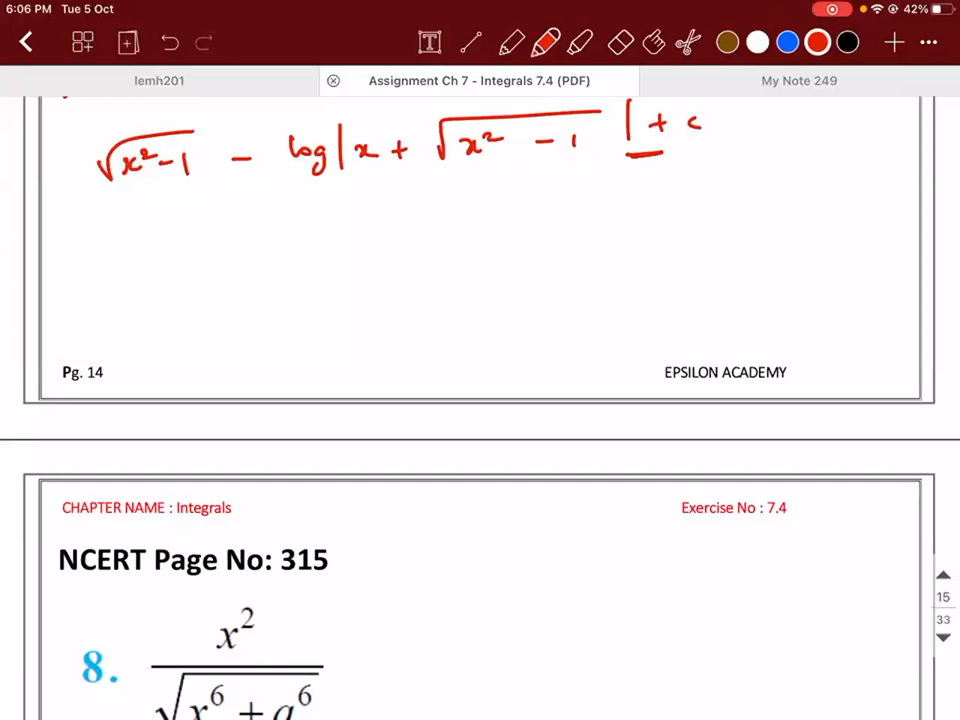 6:06 PM Tue 5 Oct 42%
lemh201 Assignment Ch 7 - Integrals 7.4 (PDF) My Note 249
√(x² - 1) - log|x + √(x² - 1)| + c
Pg. 14 EPSILON ACADEMY
CHAPTER NAME : Integrals Exercise No : 7.4
NCERT Page No: 315
8. x² / √(x⁶ + a⁶)
15
33